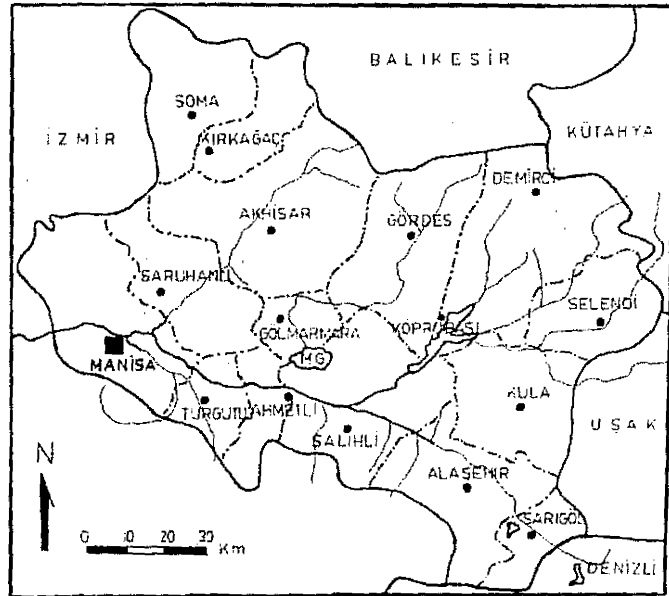 BALIKESİR
SOMA
İZMİR
KIRKAĞAÇ
KÜTAHYA
DEMİRCİ
AKHİSAR
GÖRDES
SARUHANLI
SELENDİ
GÖLMARMARA
KÖPRÜBAŞI
MG
MANİSA
KULA
TURGUTLU
AHMETLİ
UŞAK
SALİHLİ
N
ALAŞEHİR
SARIGÖL
0 10 20 30
Km
DENİZLİ